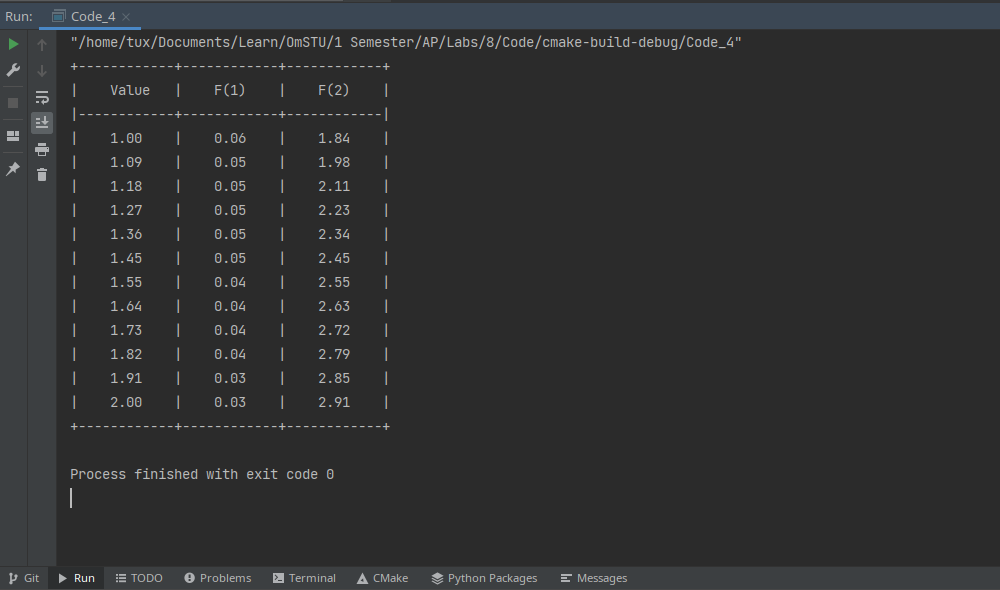 Run: Code_4 ×
"/home/tux/Documents/Learn/OmSTU/1 Semester/AP/Labs/8/Code/cmake-build-debug/Code_4"
+------------+------------+------------+
|    Value   |    F(1)    |    F(2)    |
|------------+------------+------------|
|    1.00    |    0.06    |    1.84    |
|    1.09    |    0.05    |    1.98    |
|    1.18    |    0.05    |    2.11    |
|    1.27    |    0.05    |    2.23    |
|    1.36    |    0.05    |    2.34    |
|    1.45    |    0.05    |    2.45    |
|    1.55    |    0.04    |    2.55    |
|    1.64    |    0.04    |    2.63    |
|    1.73    |    0.04    |    2.72    |
|    1.82    |    0.04    |    2.79    |
|    1.91    |    0.03    |    2.85    |
|    2.00    |    0.03    |    2.91    |
+------------+------------+------------+
Process finished with exit code 0
Git Run TODO Problems Terminal CMake Python Packages Messages